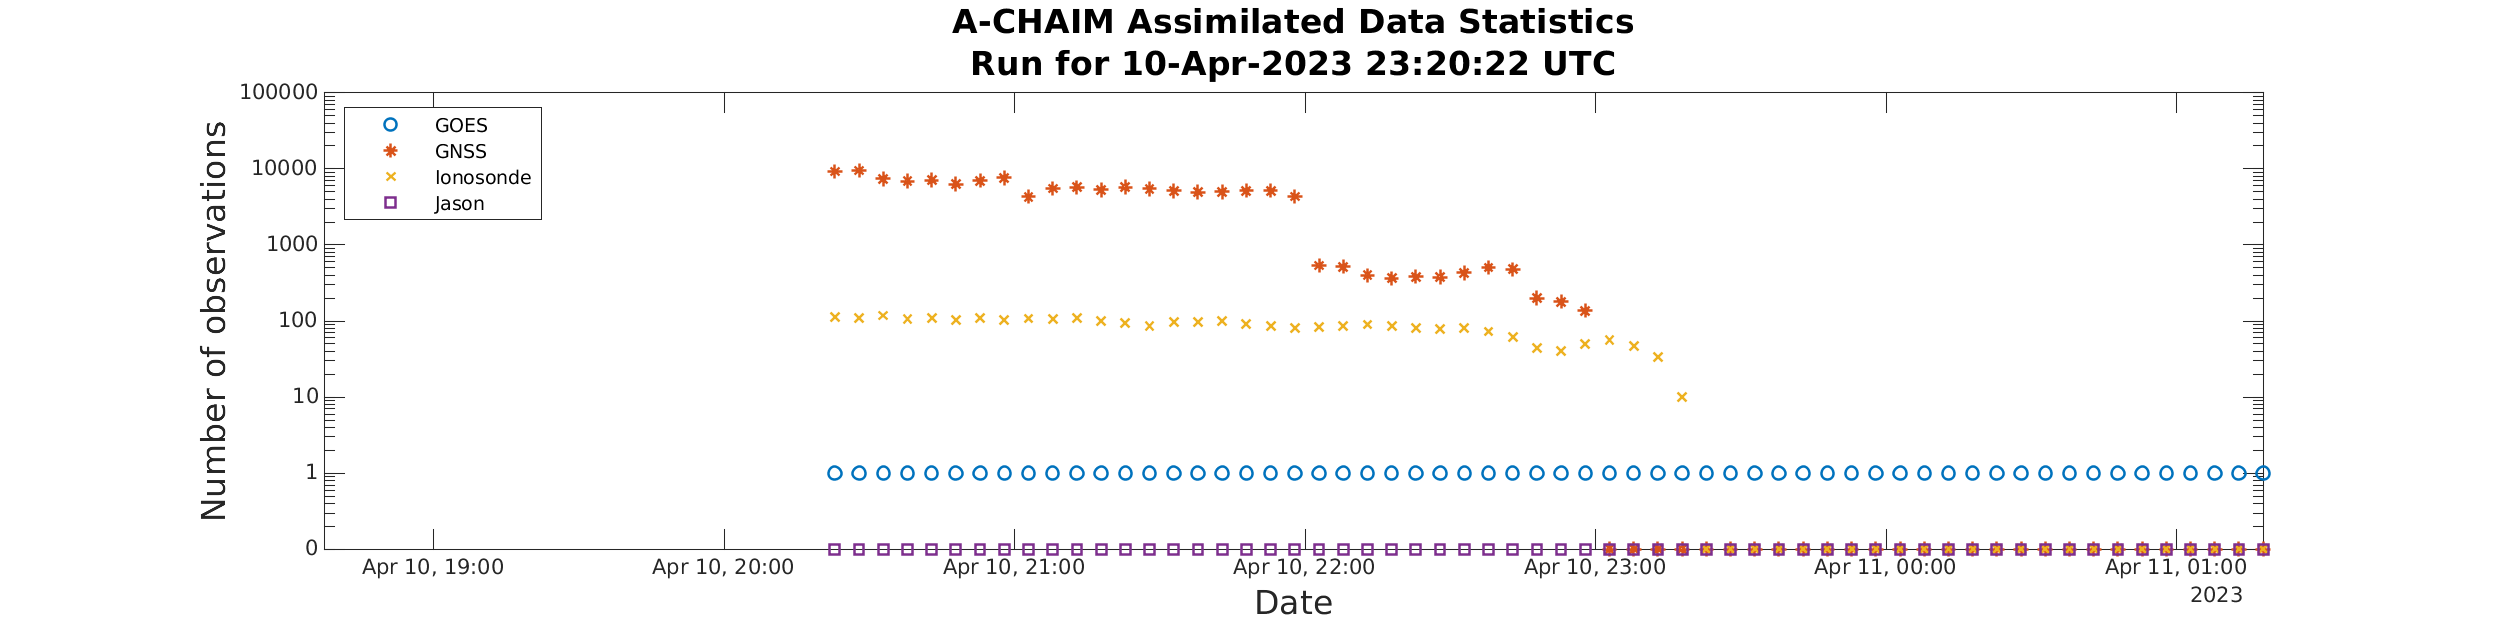 A-CHAIM Assimilated Data Statistics
Run for 10-Apr-2023 23:20:22 UTC
Number of observations
100000
10000
1000
100
10
1
0
GOES
GNSS
Ionosonde
Jason
Apr 10, 19:00
Apr 10, 20:00
Apr 10, 21:00
Apr 10, 22:00
Apr 10, 23:00
Apr 11, 00:00
Apr 11, 01:00
2023
Date